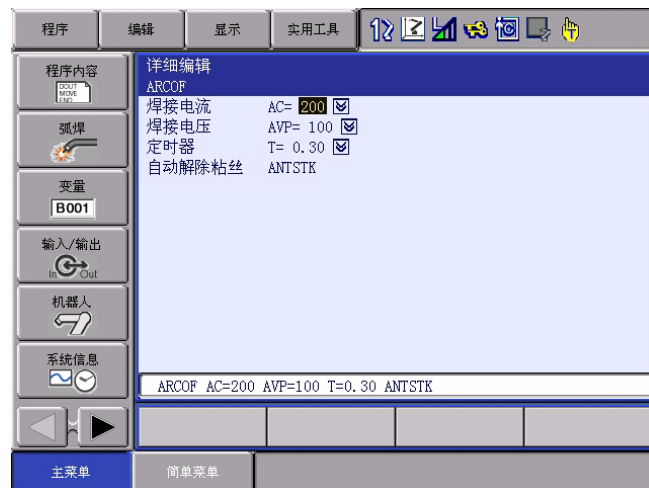 程序 编辑 显示 实用工具
程序内容
DOUT
MOVE
END
弧焊
变量
B001
输入/输出
In Out
机器人
系统信息
详细编辑
ARCOF
焊接电流 AC= 200
焊接电压 AVP= 100
定时器 T= 0.30
自动解除粘丝 ANTSTK
ARCOF AC=200 AVP=100 T=0.30 ANTSTK
主菜单 简单菜单